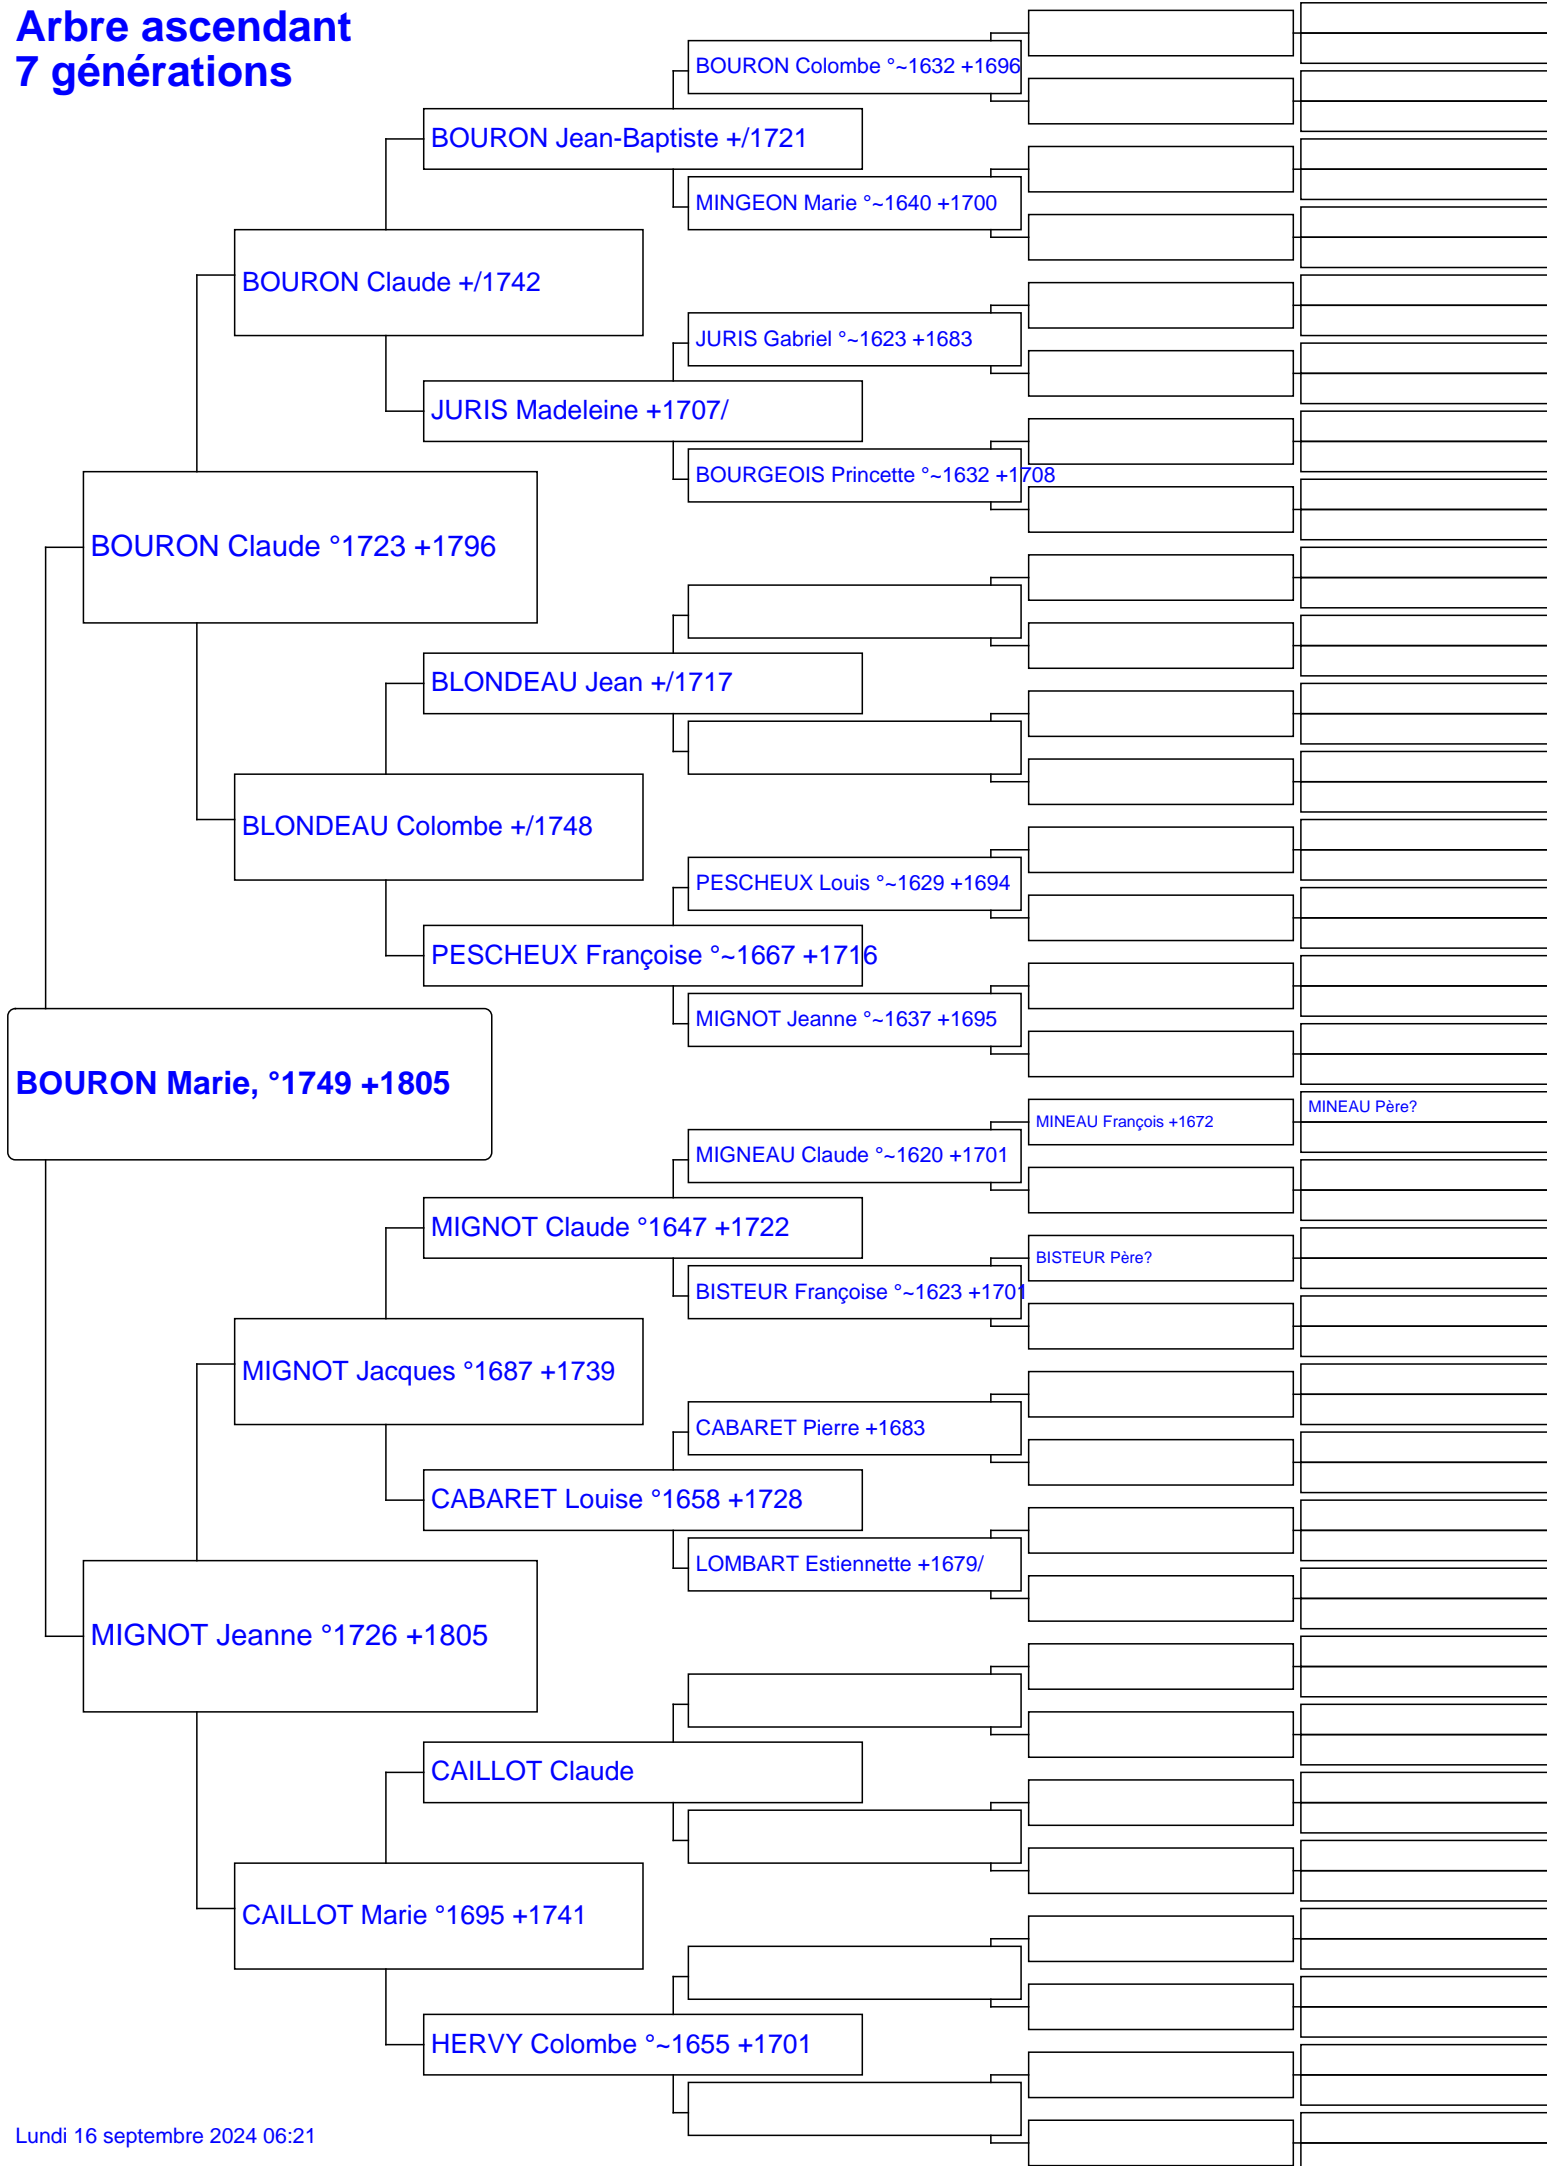 Arbre ascendant
7 générations
BOURON Colombe °~1632 +1696
BOURON Jean-Baptiste +/1721
MINGEON Marie °~1640 +1700
BOURON Claude +/1742
JURIS Gabriel °~1623 +1683
JURIS Madeleine +1707/
BOURGEOIS Princette °~1632 +1708
BOURON Claude °1723 +1796
BLONDEAU Jean +/1717
BLONDEAU Colombe +/1748
PESCHEUX Louis °~1629 +1694
PESCHEUX Françoise °~1667 +1716
MIGNOT Jeanne °~1637 +1695
BOURON Marie, °1749 +1805
MINEAU Père?
MINEAU François +1672
MIGNEAU Claude °~1620 +1701
MIGNOT Claude °1647 +1722
BISTEUR Père?
BISTEUR Françoise °~1623 +1701
MIGNOT Jacques °1687 +1739
CABARET Pierre +1683
CABARET Louise °1658 +1728
LOMBART Estiennette +1679/
MIGNOT Jeanne °1726 +1805
CAILLOT Claude
CAILLOT Marie °1695 +1741
HERVY Colombe °~1655 +1701
Lundi 16 septembre 2024 06:21